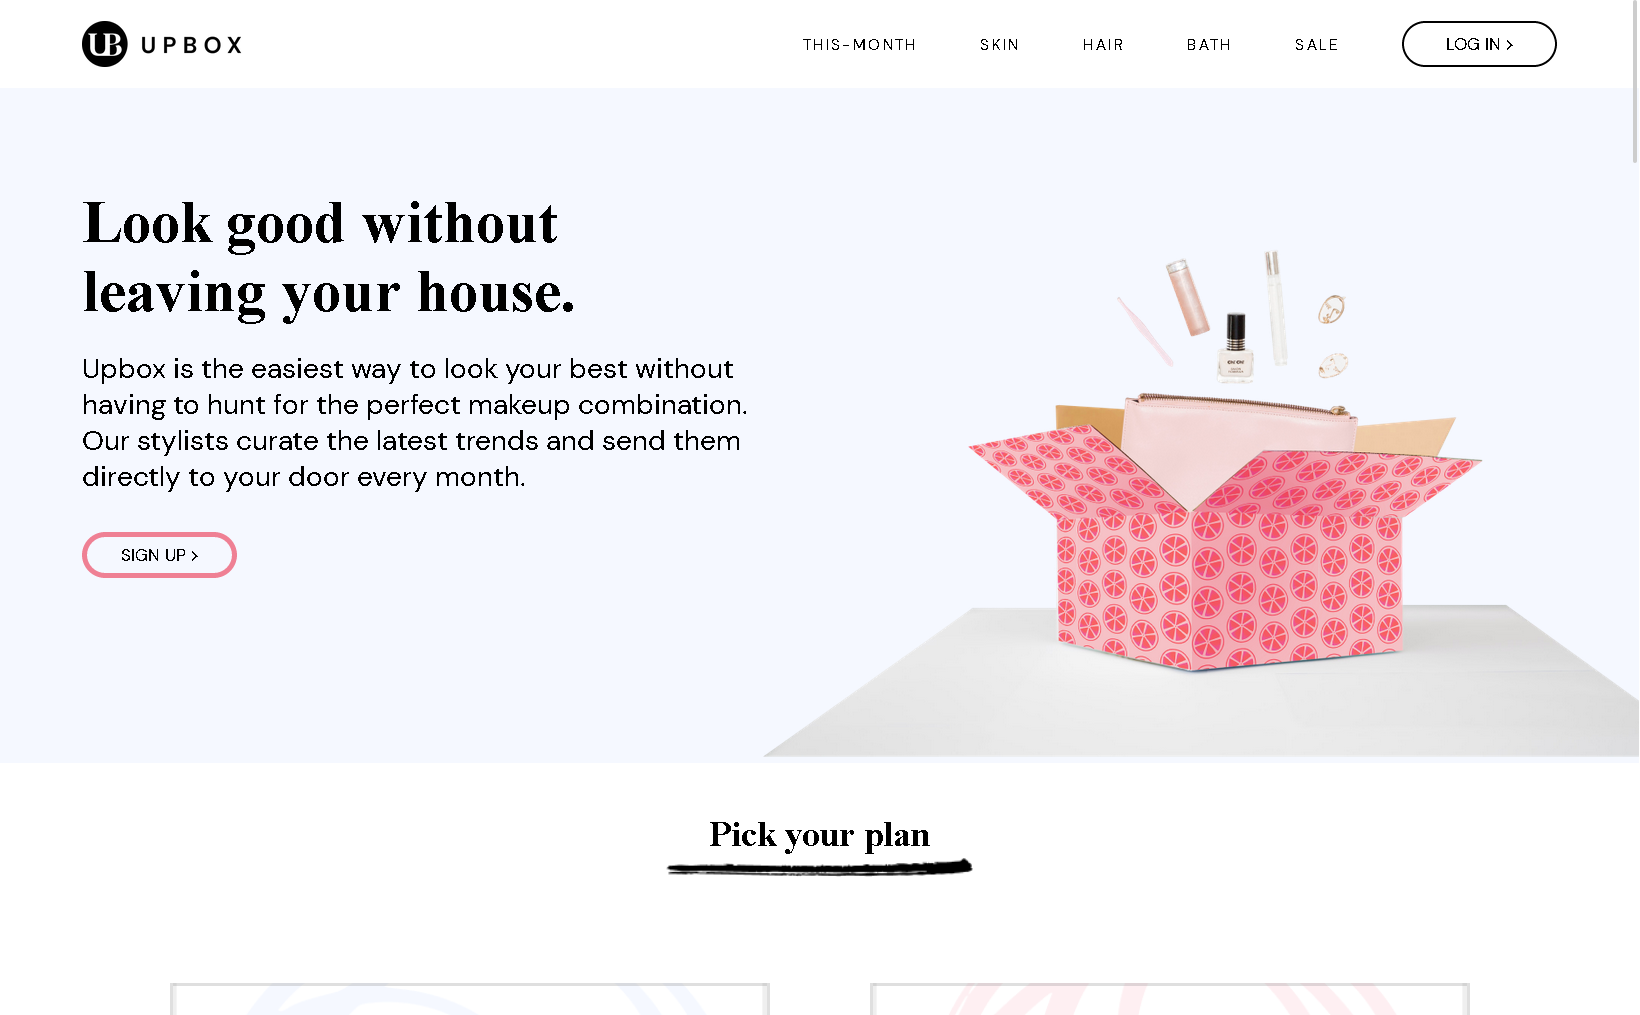 UB UPBOX
THIS-MONTH
SKIN
HAIR
BATH
SALE
LOG IN >
Look good without
leaving your house.
Upbox is the easiest way to look your best without
having to hunt for the perfect makeup combination.
Our stylists curate the latest trends and send them
directly to your door every month.
SIGN UP >
Pick your plan